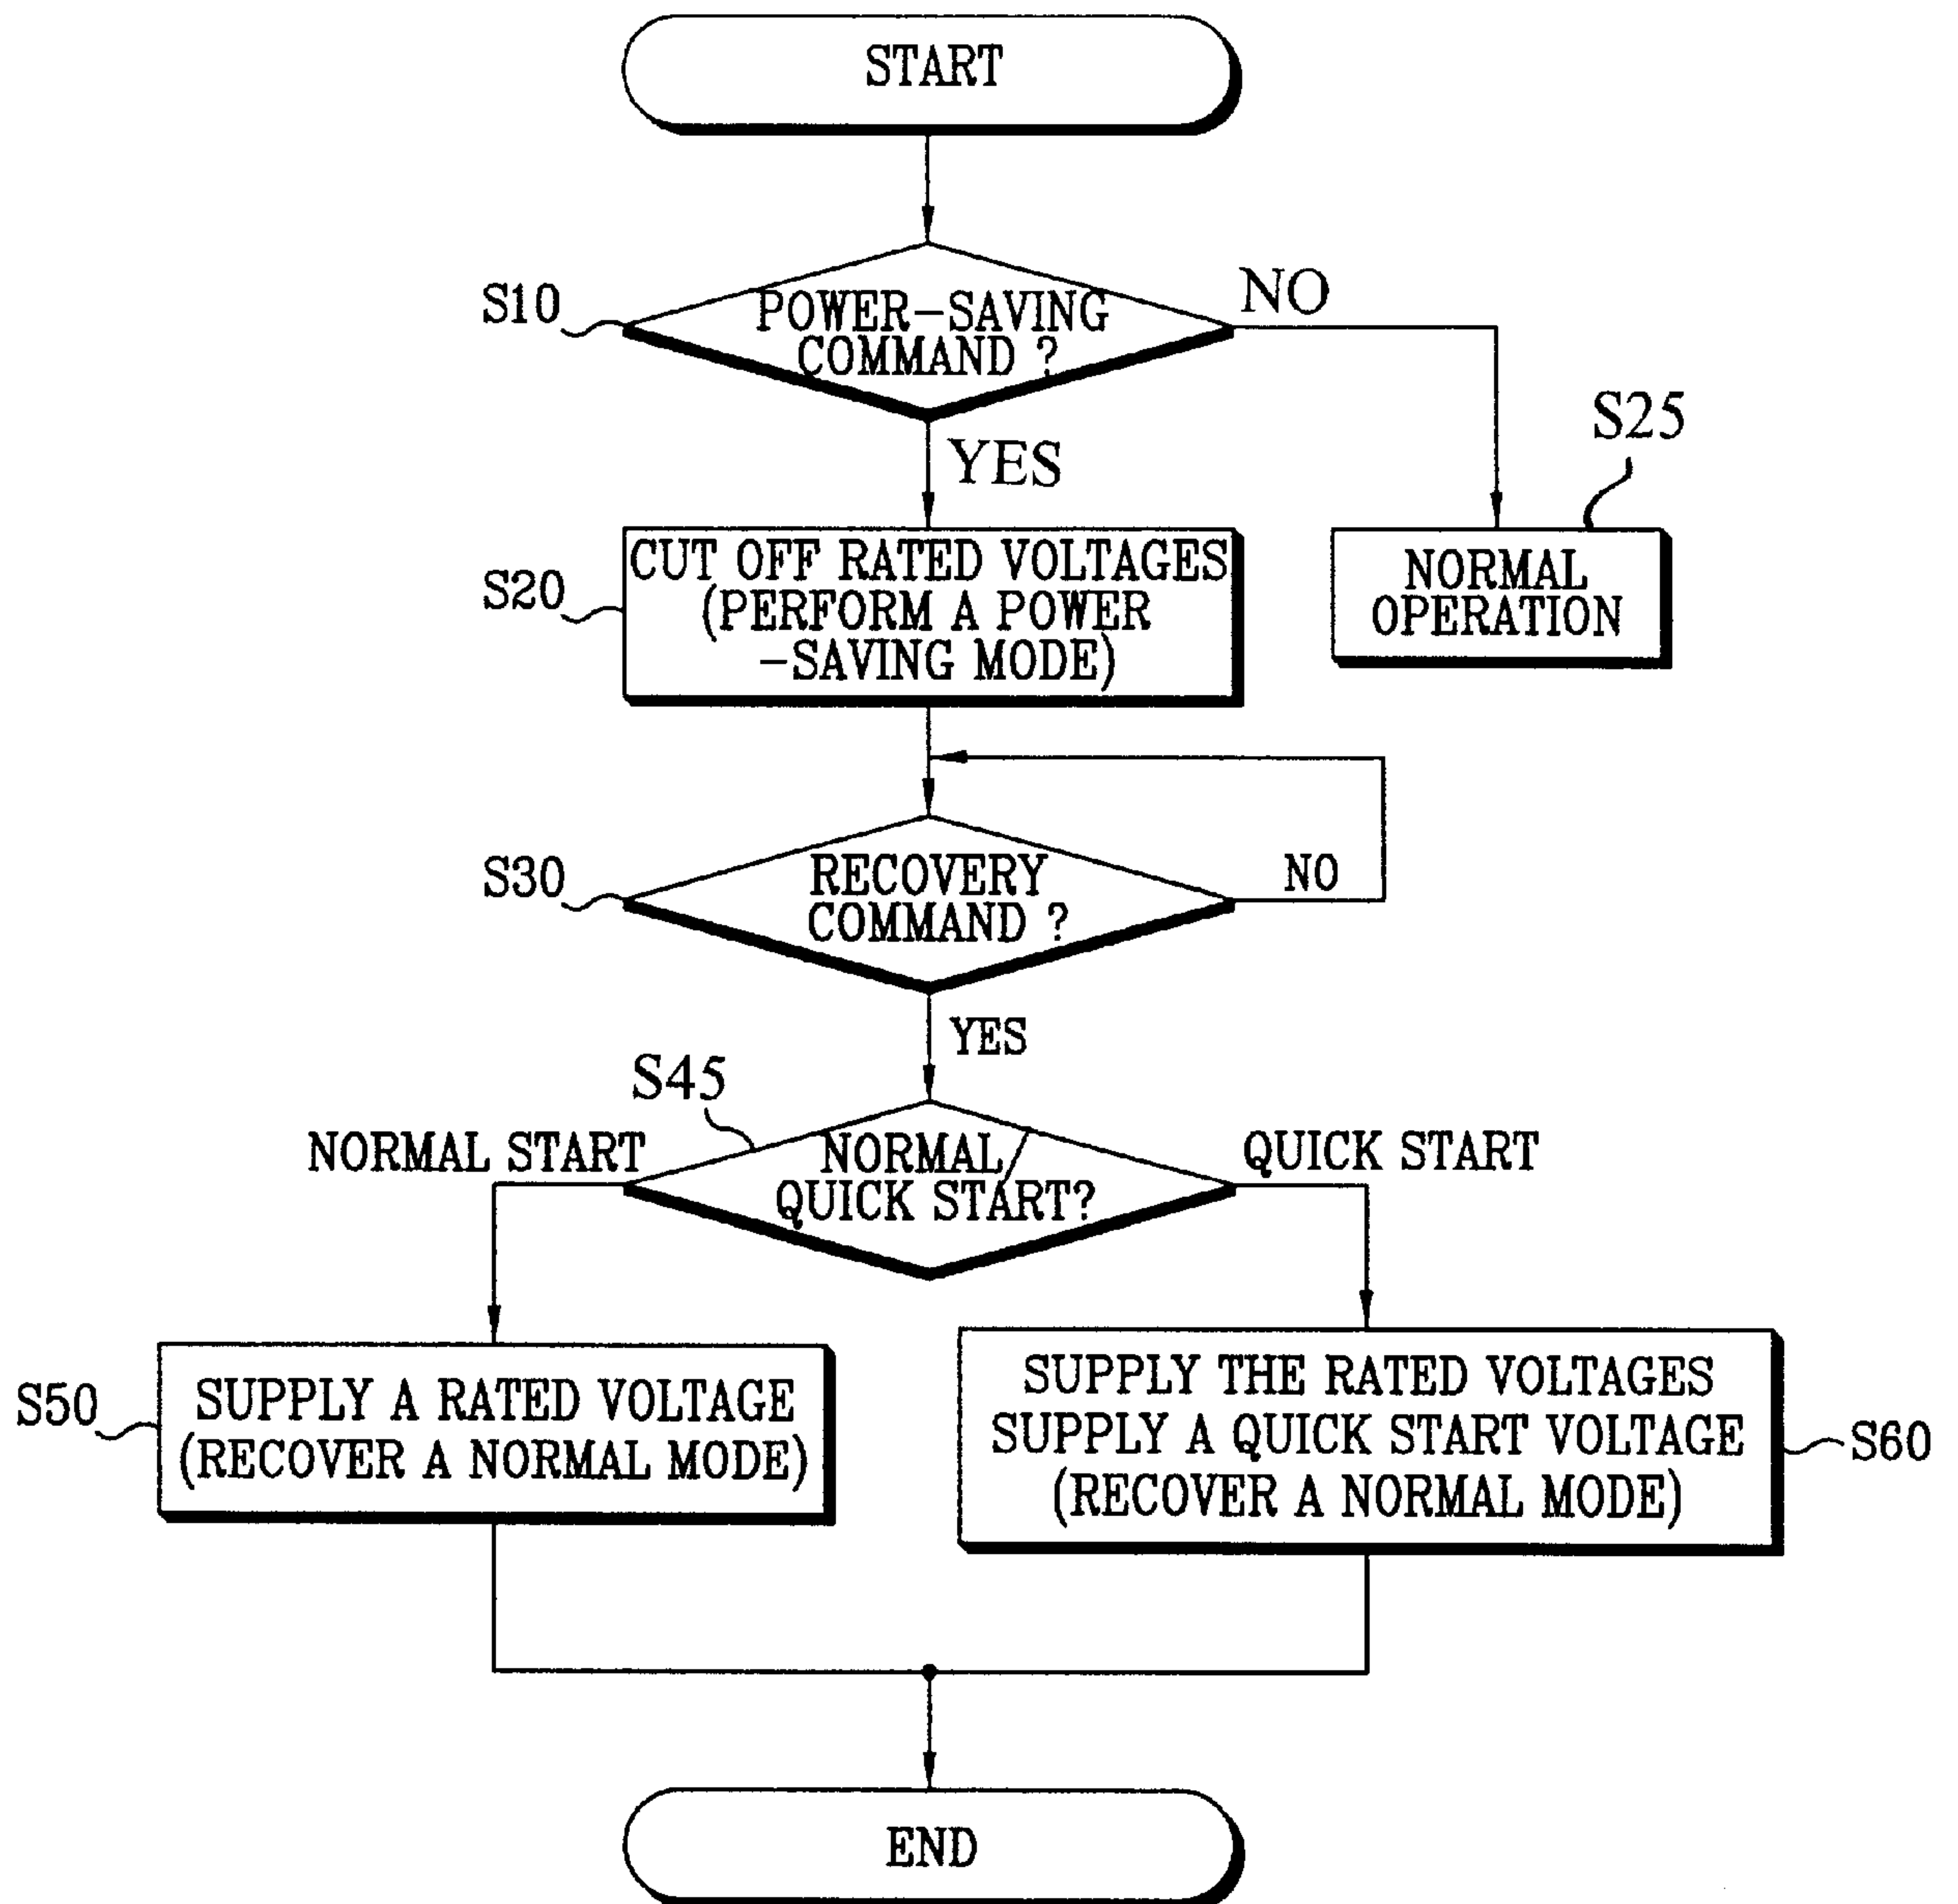 START
S10
POWER-SAVING
COMMAND ?
NO
YES
S25
S20
CUT OFF RATED VOLTAGES
(PERFORM A POWER
-SAVING MODE)
NORMAL
OPERATION
S30
RECOVERY
COMMAND ?
NO
YES
S45
NORMAL START
NORMAL /
QUICK START?
QUICK START
S50
SUPPLY A RATED VOLTAGE
(RECOVER A NORMAL MODE)
SUPPLY THE RATED VOLTAGES
SUPPLY A QUICK START VOLTAGE
(RECOVER A NORMAL MODE)
S60
END